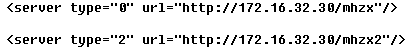 <server type="0" url="http://172.16.32.30/mhzx"/>
<server type="2" url="http://172.16.32.30/mhzx2"/>